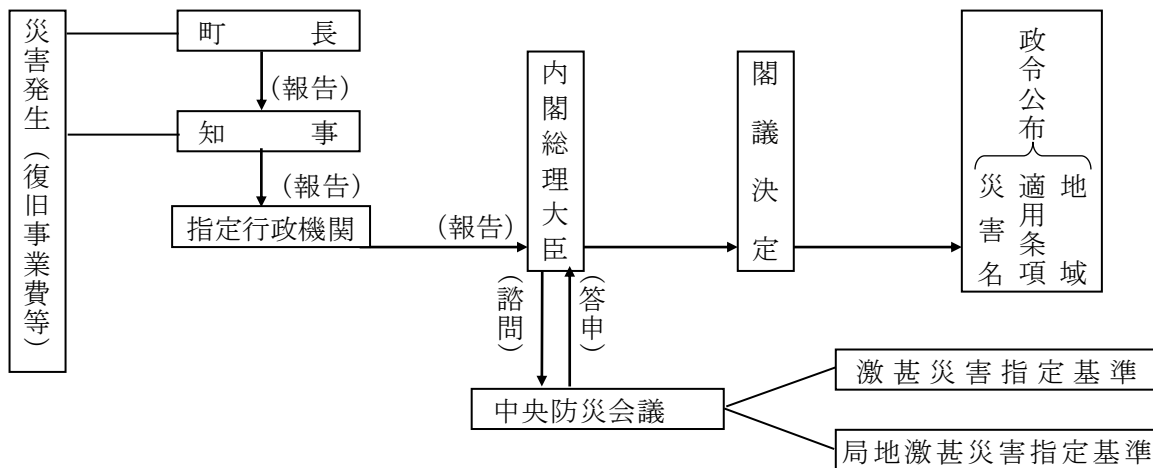 災害発生（復旧事業費等）
町長
（報告）
知事
（報告）
指定行政機関
（報告）
内閣総理大臣
（諮問）
（答申）
中央防災会議
閣議決定
政令公布
災害名
適用条項
地域
激甚災害指定基準
局地激甚災害指定基準